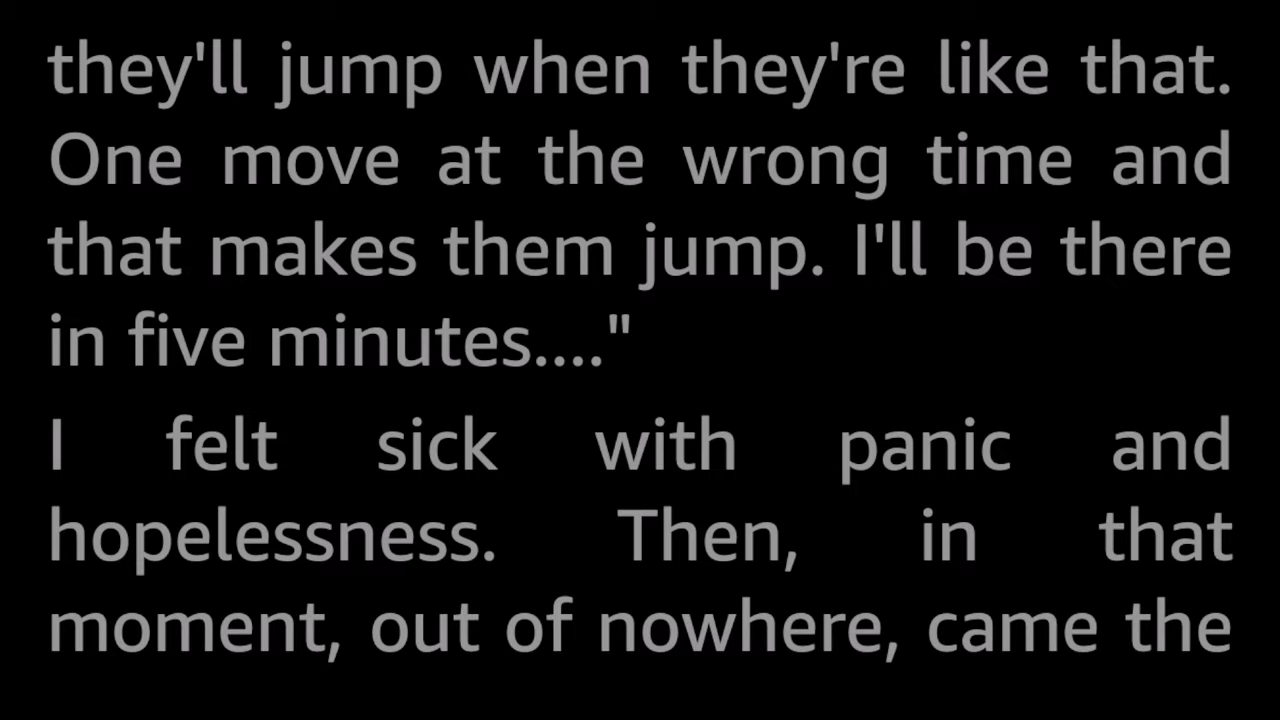 they'll jump when they're like that.
One move at the wrong time and
that makes them jump. I'll be there
in five minutes...."
I felt sick with panic and
hopelessness. Then, in that
moment, out of nowhere, came the